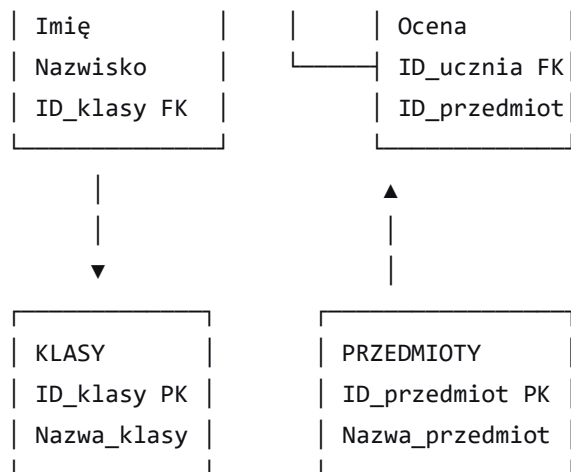 Imię Ocena
Nazwisko ID_ucznia FK
ID_klasy FK ID_przedmiot
KLASY PRZEDMIOTY
ID_klasy PK ID_przedmiot PK
Nazwa_klasy Nazwa_przedmiot